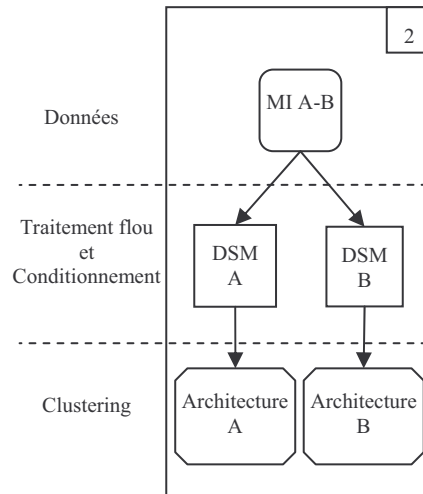 2
Données
MI A-B
Traitement flou
et
Conditionnement
DSM
A
DSM
B
Clustering
Architecture
A
Architecture
B